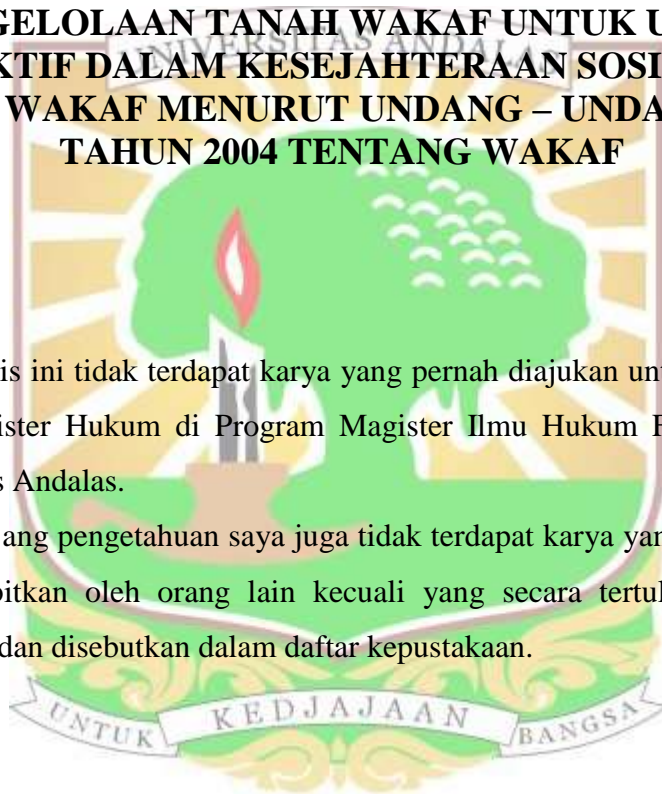 GELOLAAN TANAH WAKAF UNTUK U
UNIVERSITAS ANDALAS
KTIF DALAM KESEJAHTERAAN SOSI
WAKAF MENURUT UNDANG – UNDA
TAHUN 2004 TENTANG WAKAF
is ini tidak terdapat karya yang pernah diajukan un
ister Hukum di Program Magister Ilmu Hukum F
s Andalas.
ang pengetahuan saya juga tidak terdapat karya yan
bitkan oleh orang lain kecuali yang secara tertul
dan disebutkan dalam daftar kepustakaan.
UNTUK KEDJAJAAN BANGSA